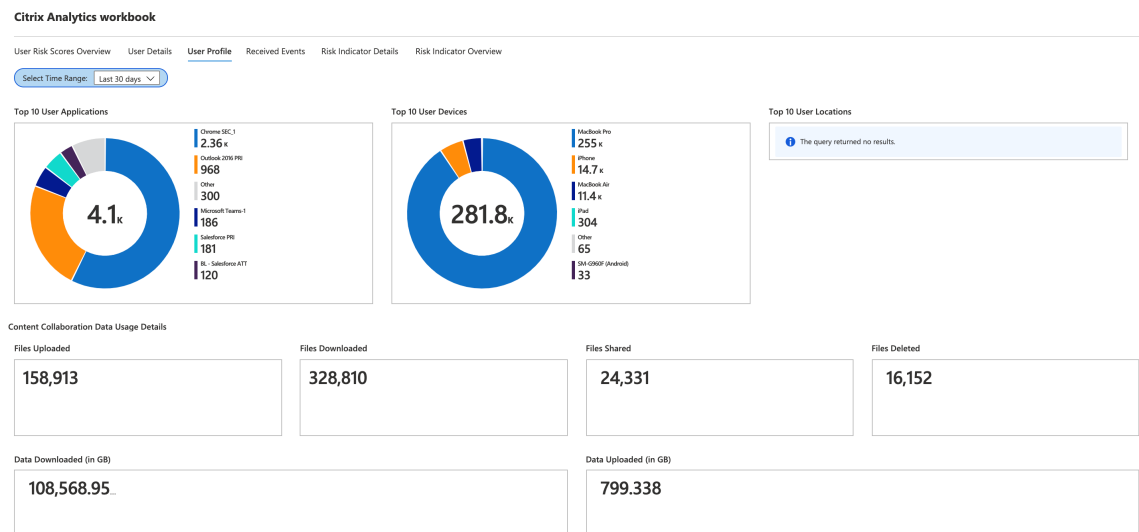 Citrix Analytics workbook
User Risk Scores Overview User Details User Profile Received Events Risk Indicator Details Risk Indicator Overview
Select Time Range: Last 30 days
Top 10 User Applications
4.1K
Chrome SEC_1
2.36 K
Outlook 2016 PRI
968
Other
300
Microsoft Teams-1
186
Salesforce PRI
181
BL - Salesforce ATT
120
Top 10 User Devices
281.8K
MacBook Pro
255 K
iPhone
14.7 K
MacBook Air
11.4 K
iPad
304
Other
65
SM-G960F (Android)
33
Top 10 User Locations
The query returned no results.
Content Collaboration Data Usage Details
Files Uploaded
158,913
Files Downloaded
328,810
Files Shared
24,331
Files Deleted
16,152
Data Downloaded (in GB)
108,568.95_
Data Uploaded (in GB)
799.338